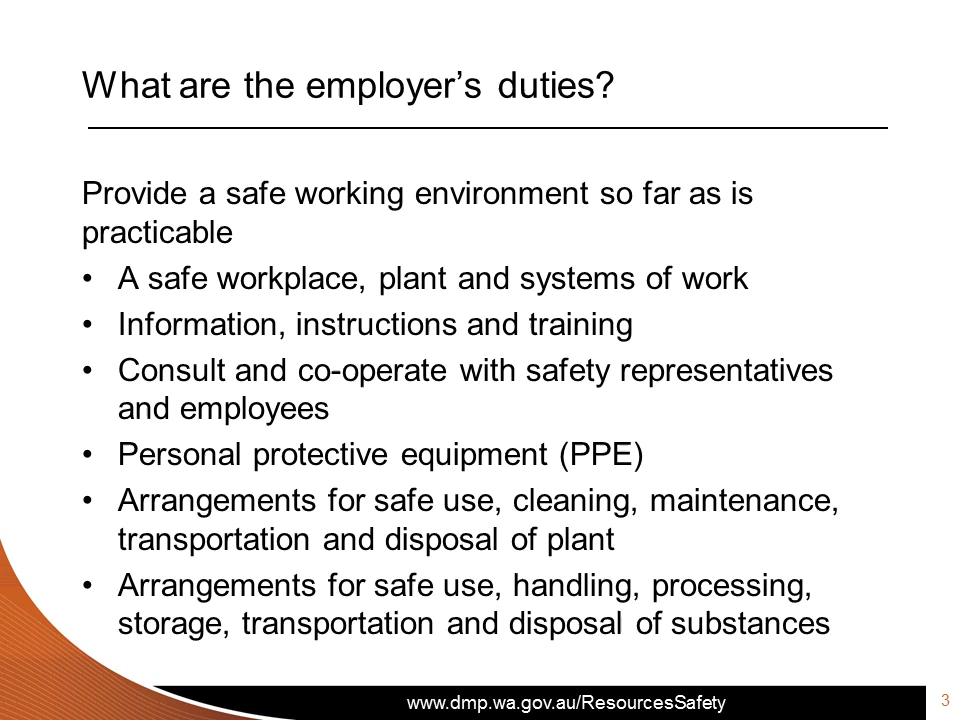 What are the employer’s duties?
Provide a safe working environment so far as is
practicable
• A safe workplace, plant and systems of work
• Information, instructions and training
• Consult and co-operate with safety representatives
and employees
• Personal protective equipment (PPE)
• Arrangements for safe use, cleaning, maintenance,
transportation and disposal of plant
• Arrangements for safe use, handling, processing,
storage, transportation and disposal of substances
www.dmp.wa.gov.au/ResourcesSafety
3